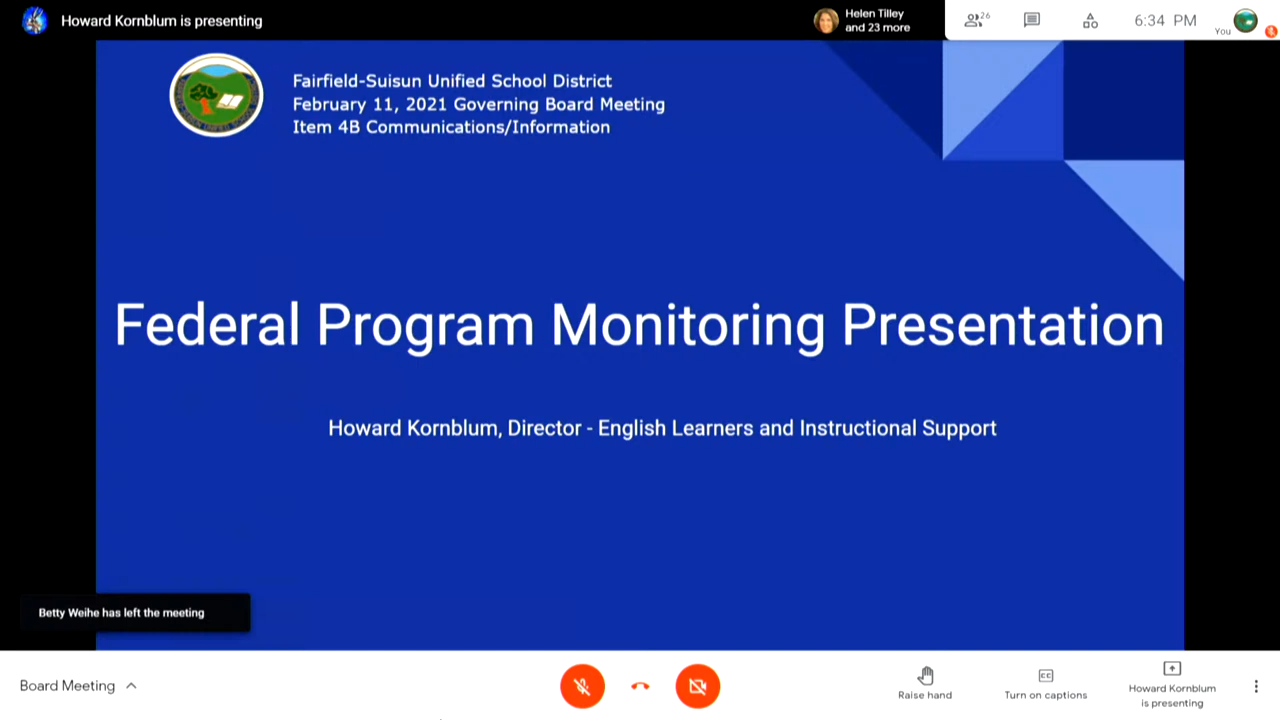 Howard Kornblum is presenting
Helen Tilley
and 23 more
26
6:34 PM
You
Fairfield-Suisun Unified School District
February 11, 2021 Governing Board Meeting
Item 4B Communications/Information
Federal Program Monitoring Presentation
Howard Kornblum, Director - English Learners and Instructional Support
Betty Weihe has left the meeting
Board Meeting
Raise hand
CC
Turn on captions
Howard Kornblum
is presenting